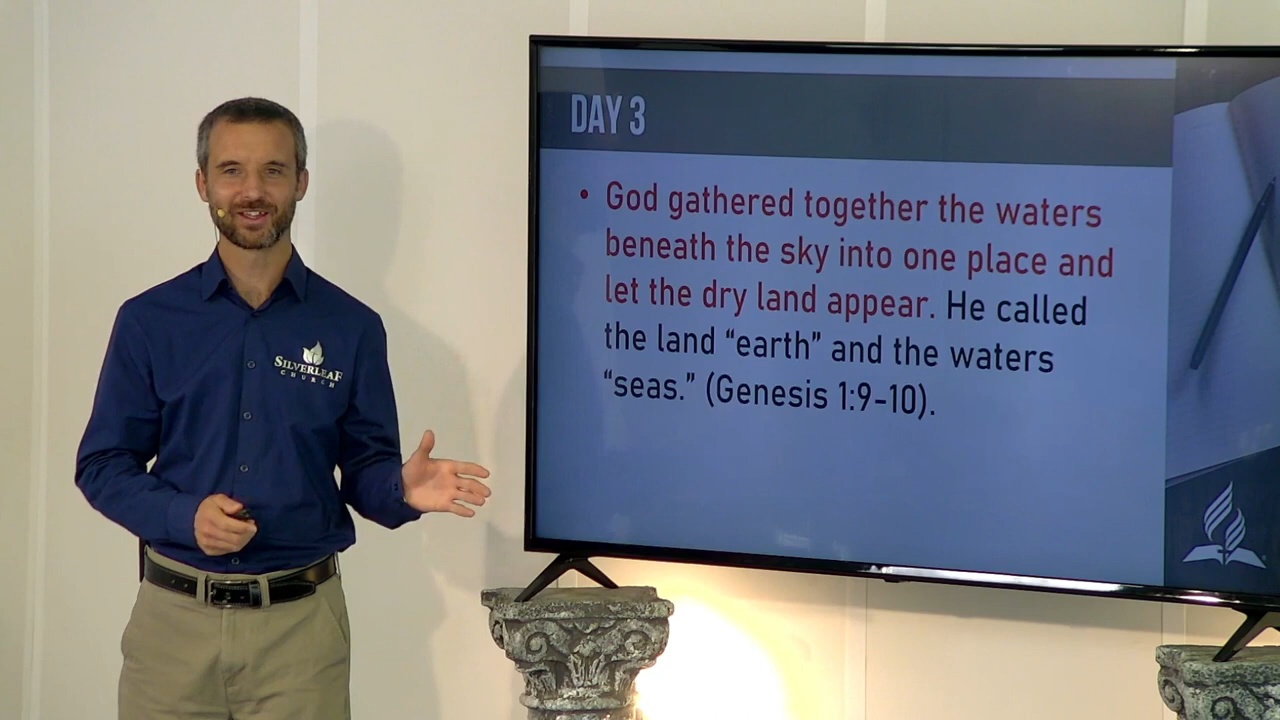 DAY 3
• God gathered together the waters
beneath the sky into one place and
let the dry land appear. He called
the land “earth” and the waters
“seas.” (Genesis 1:9-10).
SILVERLEAF
CHURCH